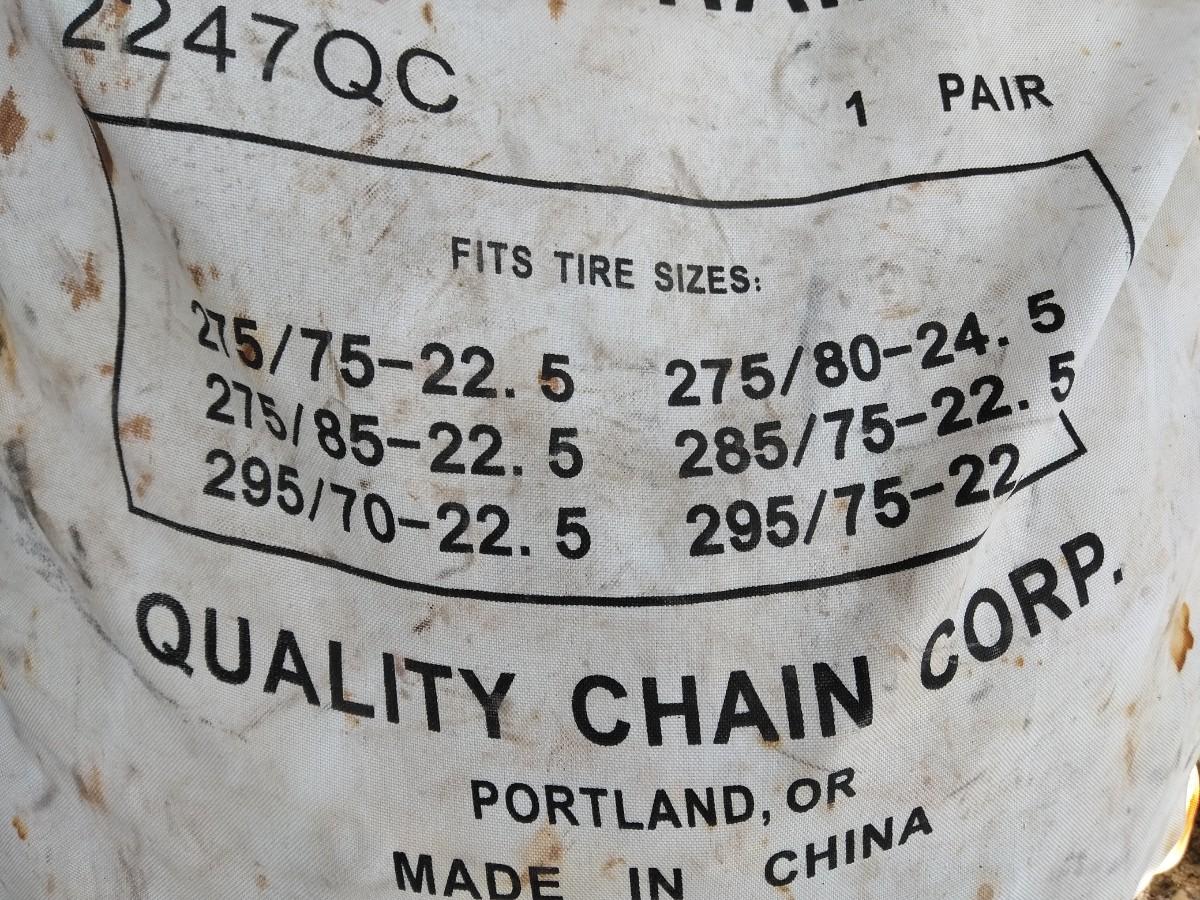 2247QC
1 PAIR
FITS TIRE SIZES:
275/75-22.5 275/80-24.5
275/85-22.5 285/75-22.5
295/70-22.5 295/75-22
QUALITY CHAIN CORP.
PORTLAND, OR
MADE IN CHINA